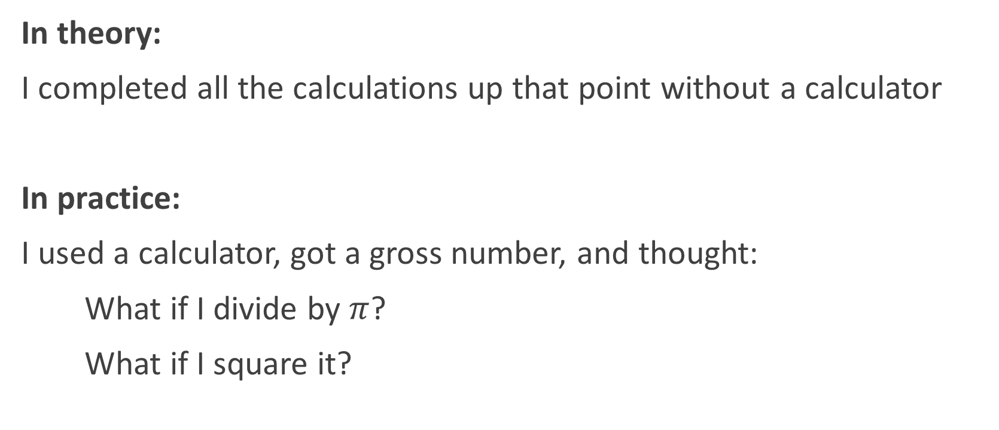 In theory:
I completed all the calculations up that point without a calculator
In practice:
I used a calculator, got a gross number, and thought:
What if I divide by π?
What if I square it?